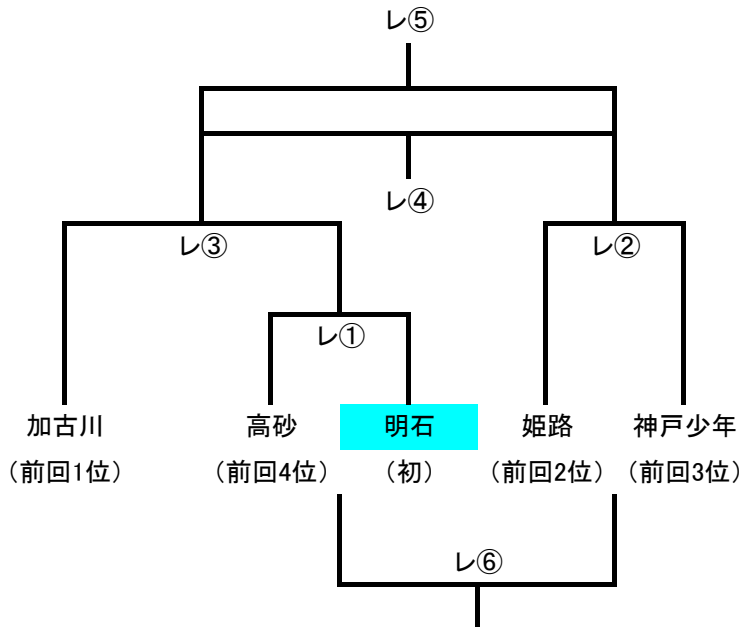 レ⑤
レ④
レ③
レ②
レ①
加古川 高砂 明石 姫路 神戸少年
（前回1位） （前回4位） （初） （前回2位） （前回3位）
レ⑥